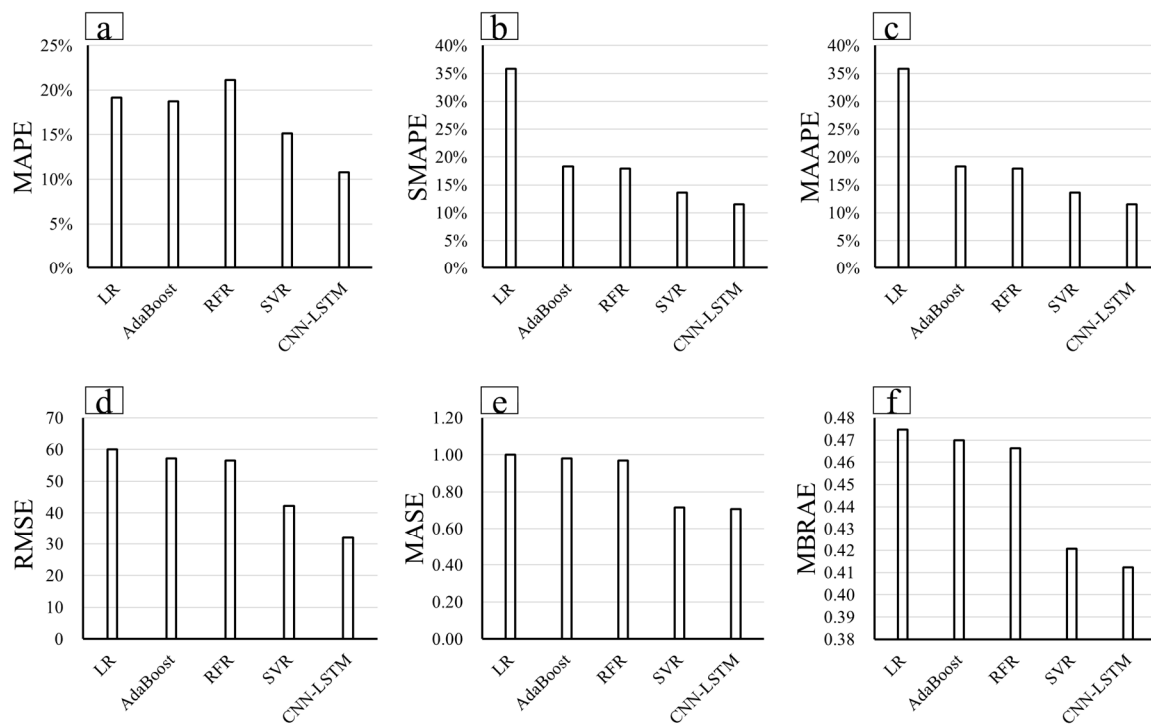 a
MAPE
25%
20%
15%
10%
5%
0%
LR
AdaBoost
RFR
SVR
CNN-LSTM
b
SMAPE
40%
35%
30%
25%
20%
15%
10%
5%
0%
LR
AdaBoost
RFR
SVR
CNN-LSTM
c
MAAPE
40%
35%
30%
25%
20%
15%
10%
5%
0%
LR
AdaBoost
RFR
SVR
CNN-LSTM
d
RMSE
70
60
50
40
30
20
10
0
LR
AdaBoost
RFR
SVR
CNN-LSTM
e
MASE
1.20
1.00
0.80
0.60
0.40
0.20
0.00
LR
AdaBoost
RFR
SVR
CNN-LSTM
f
MBRAE
0.48
0.47
0.46
0.45
0.44
0.43
0.42
0.41
0.40
0.39
0.38
LR
AdaBoost
RFR
SVR
CNN-LSTM